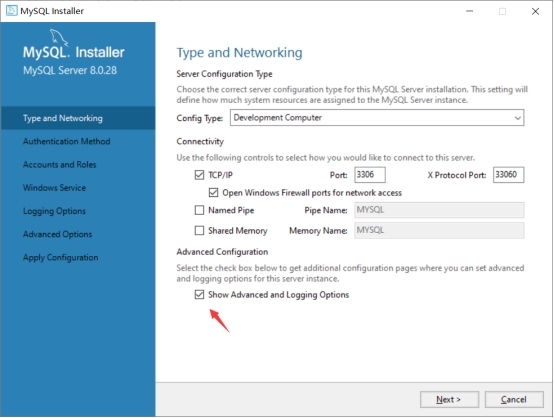 MySQL Installer
MySQL. Installer
MySQL Server 8.0.28
Type and Networking
Authentication Method
Accounts and Roles
Windows Service
Logging Options
Advanced Options
Apply Configuration
Type and Networking
Server Configuration Type
Choose the correct server configuration type for this MySQL Server installation. This setting will
define how much system resources are assigned to the MySQL Server instance.
Config Type: Development Computer
Connectivity
Use the following controls to select how you would like to connect to this server.
TCP/IP Port: 3306 X Protocol Port: 33060
Open Windows Firewall ports for network access
Named Pipe Pipe Name: MYSQL
Shared Memory Memory Name: MYSQL
Advanced Configuration
Select the check box below to get additional configuration pages where you can set advanced
and logging options for this server instance.
Show Advanced and Logging Options
Next > Cancel